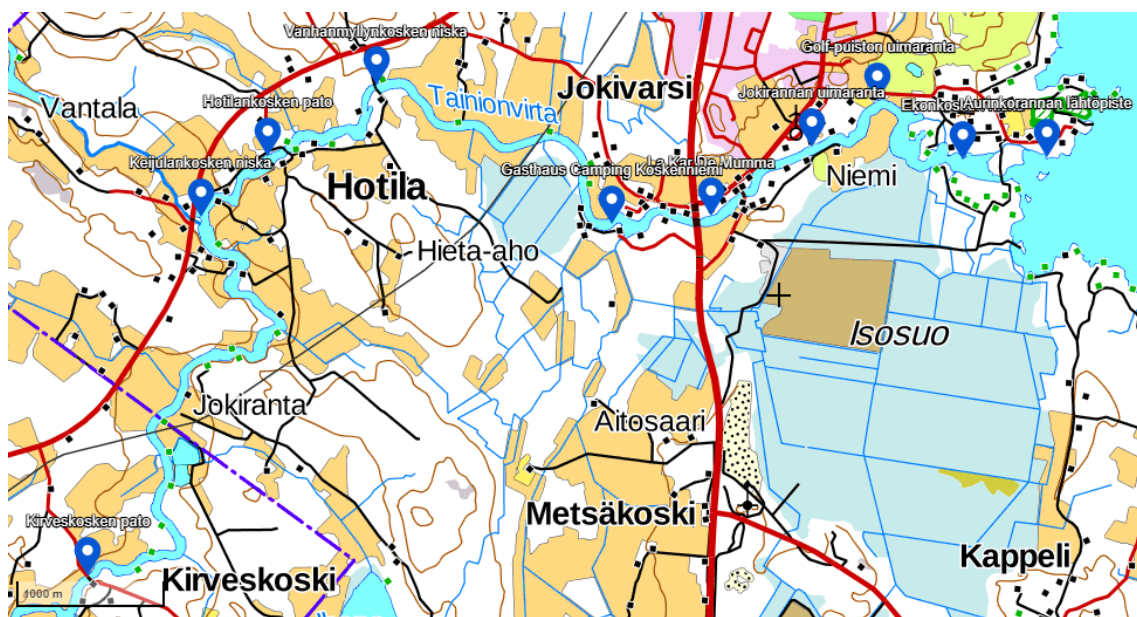 Vanhanmyllynkosken niska
Golf-puiston uimaranta
Jokivarsi
Jokirannan uimaranta
Tainionvirta
Vantala
Hotilankosken pato
Aurinkorannan lähtöpiste
Keijulankosken niska
Hotila
Gasthaus Camping Koskenniemi
La Kar De Mumma
Niemi
Hieta-aho
Isosuo
Jokiranta
Aitosaari
Metsäkoski
Kirveskosken pato
Kirveskoski
Kappeli
1000 m